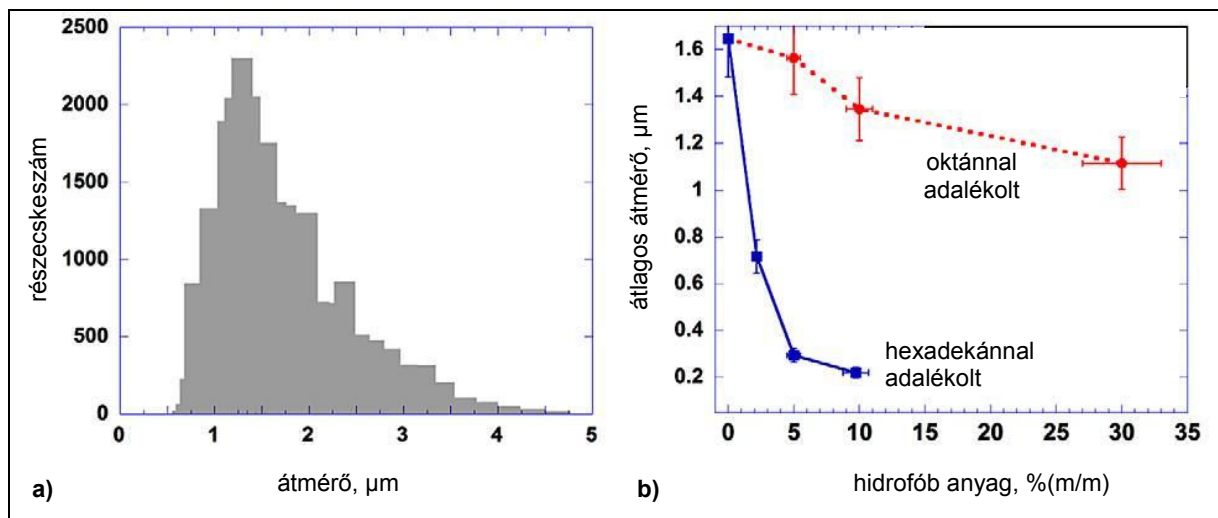 2500
2000
1500
1000
500
0
részecskeszám
0 1 2 3 4 5
a)
átmérő, µm
1.6
1.4
1.2
1
0.8
0.6
0.4
0.2
átlagos átmérő, µm
oktánnal
adalékolt
hexadekánnal
adalékolt
0 5 10 15 20 25 30 35
b)
hidrofób anyag, %(m/m)